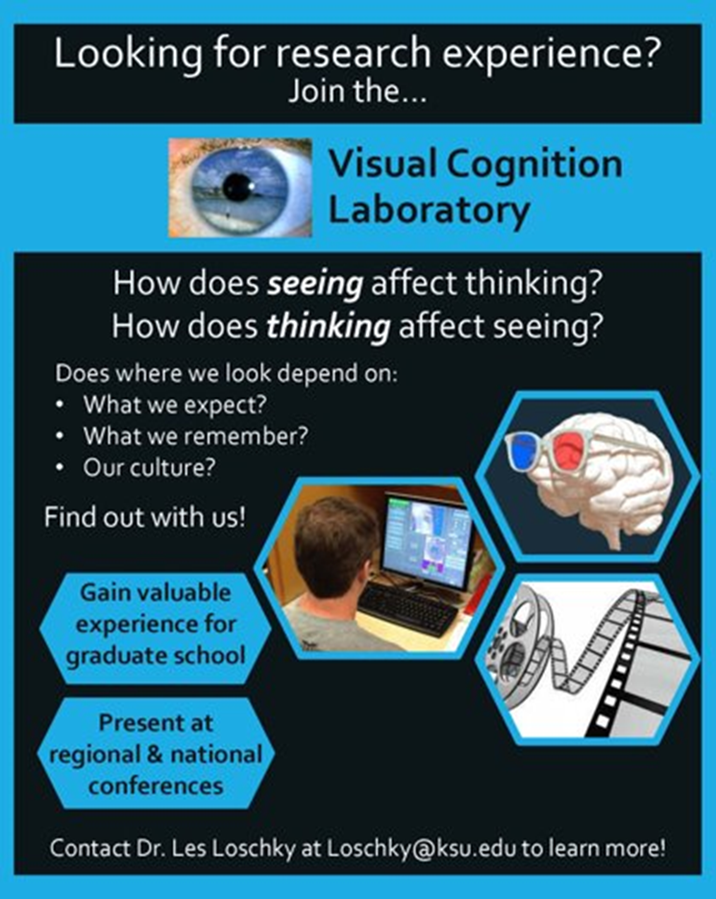 Looking for research experience?
Join the...
Visual Cognition
Laboratory
How does seeing affect thinking?
How does thinking affect seeing?
Does where we look depend on:
• What we expect?
• What we remember?
• Our culture?
Find out with us!
Gain valuable
experience for
graduate school
Present at
regional & national
conferences
Contact Dr. Les Loschky at Loschky@ksu.edu to learn more!